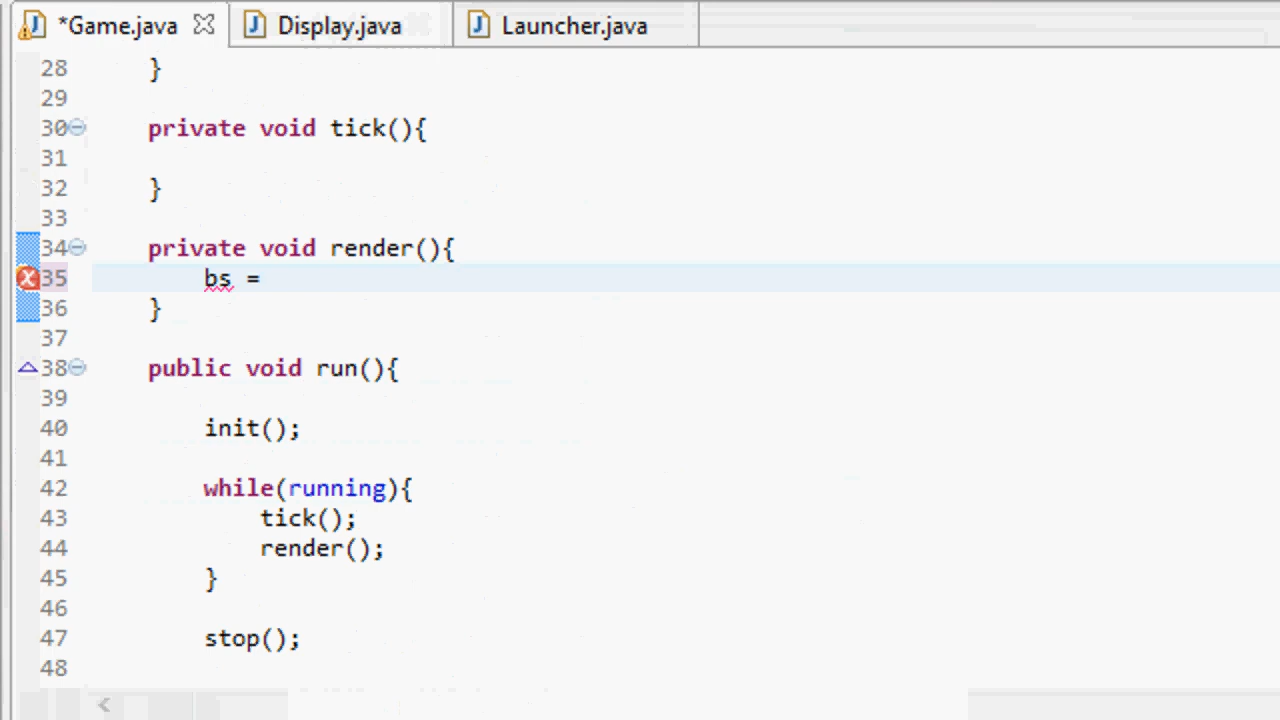 *Game.java Display.java Launcher.java
28 }
29
30 private void tick(){
31
32 }
33
34 private void render(){
35 bs =
36 }
37
38 public void run(){
39
40 init();
41
42 while(running){
43 tick();
44 render();
45 }
46
47 stop();
48